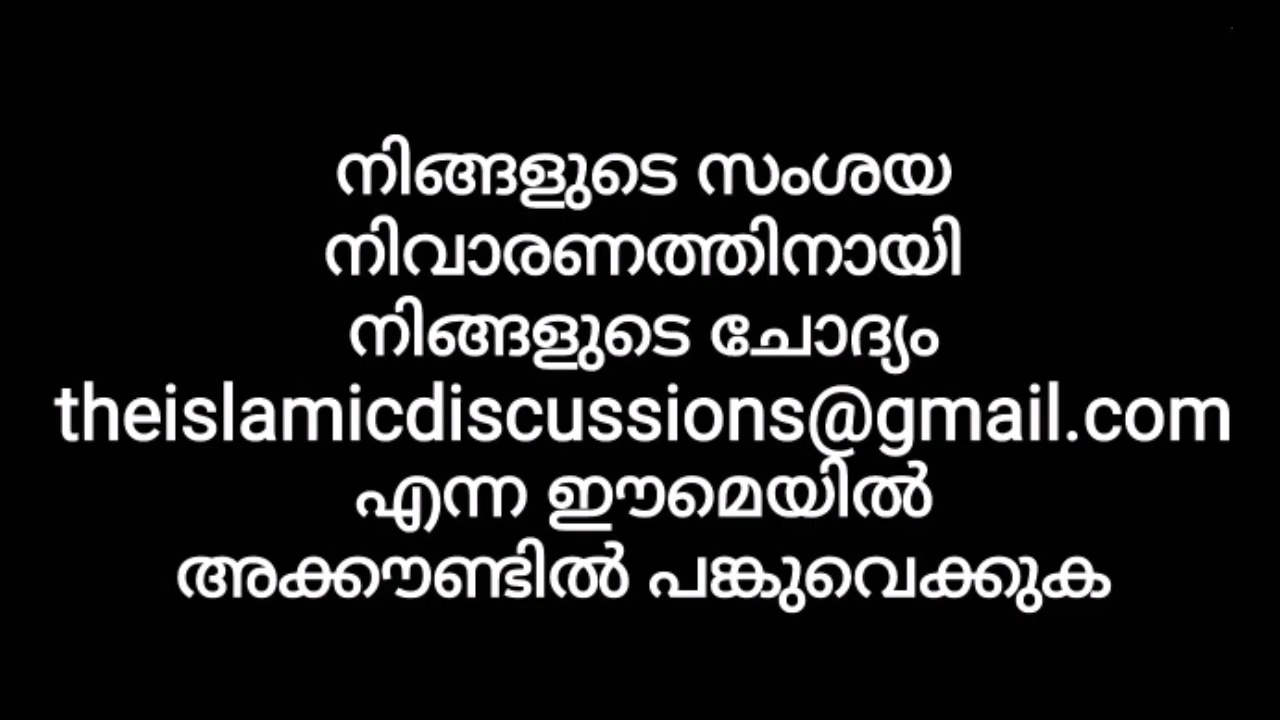 നിങ്ങളുടെ സംശയ
നിവാരണത്തിനായി
നിങ്ങളുടെ ചോദ്യം
theislamicdiscussions@gmail.com
എന്ന ഈമെയിൽ
അക്കൗണ്ടിൽ പങ്കുവെക്കുക